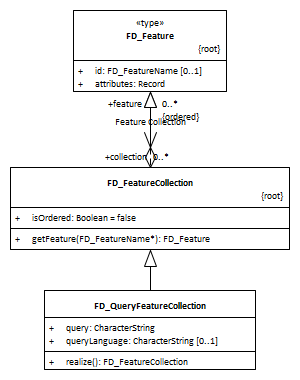 «type»
FD_Feature
{root}
+ id: FD_FeatureName [0..1]
+ attributes: Record
+feature 0..*
{ordered}
Feature Collection
+collection 0..*
FD_FeatureCollection
{root}
+ isOrdered: Boolean = false
+ getFeature(FD_FeatureName*): FD_Feature
FD_QueryFeatureCollection
+ query: CharacterString
+ queryLanguage: CharacterString [0..1]
+ realize(): FD_FeatureCollection